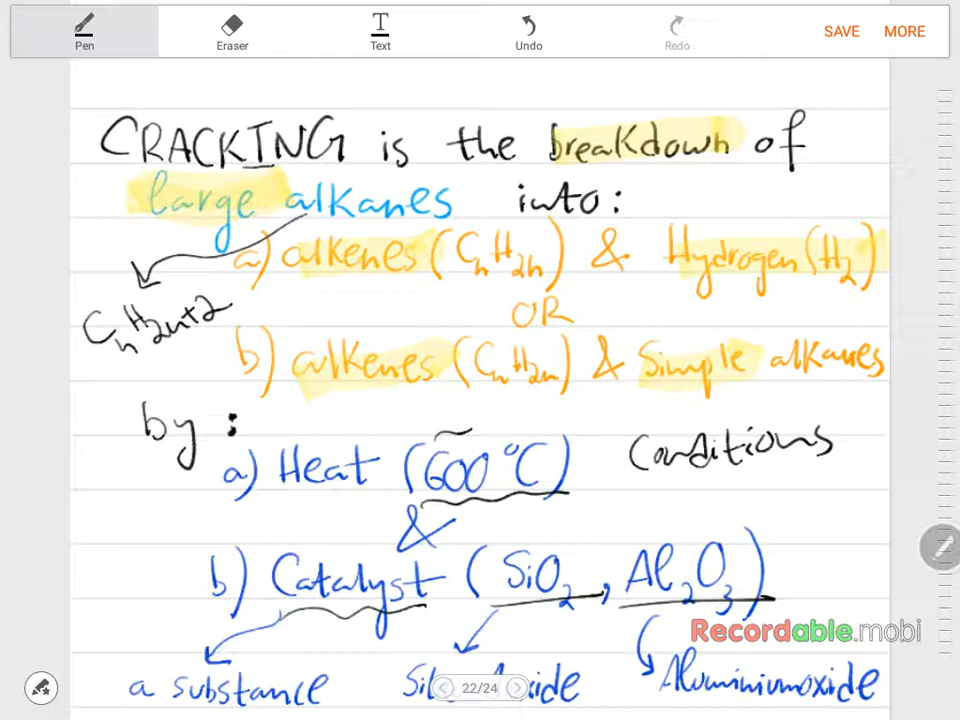 Pen Eraser Text Undo Redo SAVE MORE
CRACKING is the breakdown of
large alkanes into:
a) alkenes (CnH2n) & Hydrogen (H2)
CnH2n+2
OR
b) alkenes (CnH2n) & Simple alkanes
by:
a) Heat (600°C) Conditions
&
b) Catalyst (SiO2, Al2O3)
Recordable.mobi
a substance Aluminiumoxide
22/24